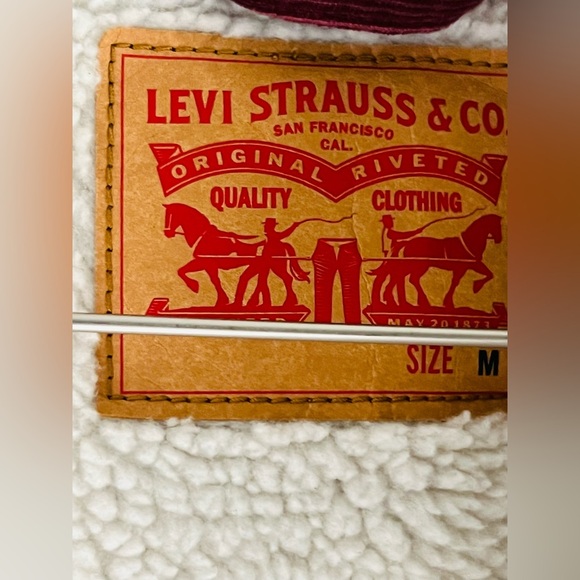 LEVI STRAUSS & CO.
SAN FRANCISCO
CAL.
ORIGINAL RIVETED
QUALITY CLOTHING
MAY 20 1873
SIZE M